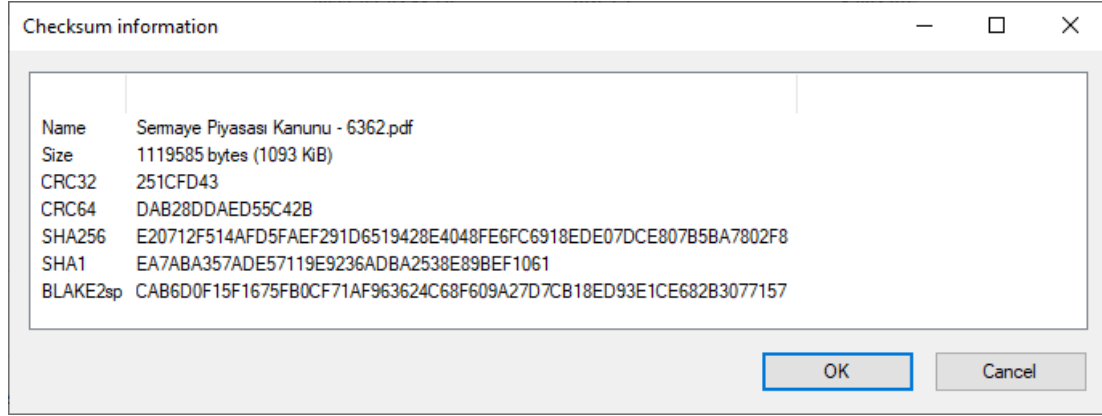 Checksum information
Name Sermaye Piyasası Kanunu - 6362.pdf
Size 1119585 bytes (1093 KiB)
CRC32 251CFD43
CRC64 DAB28DDAED55C42B
SHA256 E20712F514AFD5FAEF291D6519428E4048FE6FC6918EDE07DCE807B5BA7802F8
SHA1 EA7ABA357ADE57119E9236ADBA2538E89BEF1061
BLAKE2sp CAB6D0F15F1675FB0CF71AF963624C68F609A27D7CB18ED93E1CE682B3077157
OK Cancel